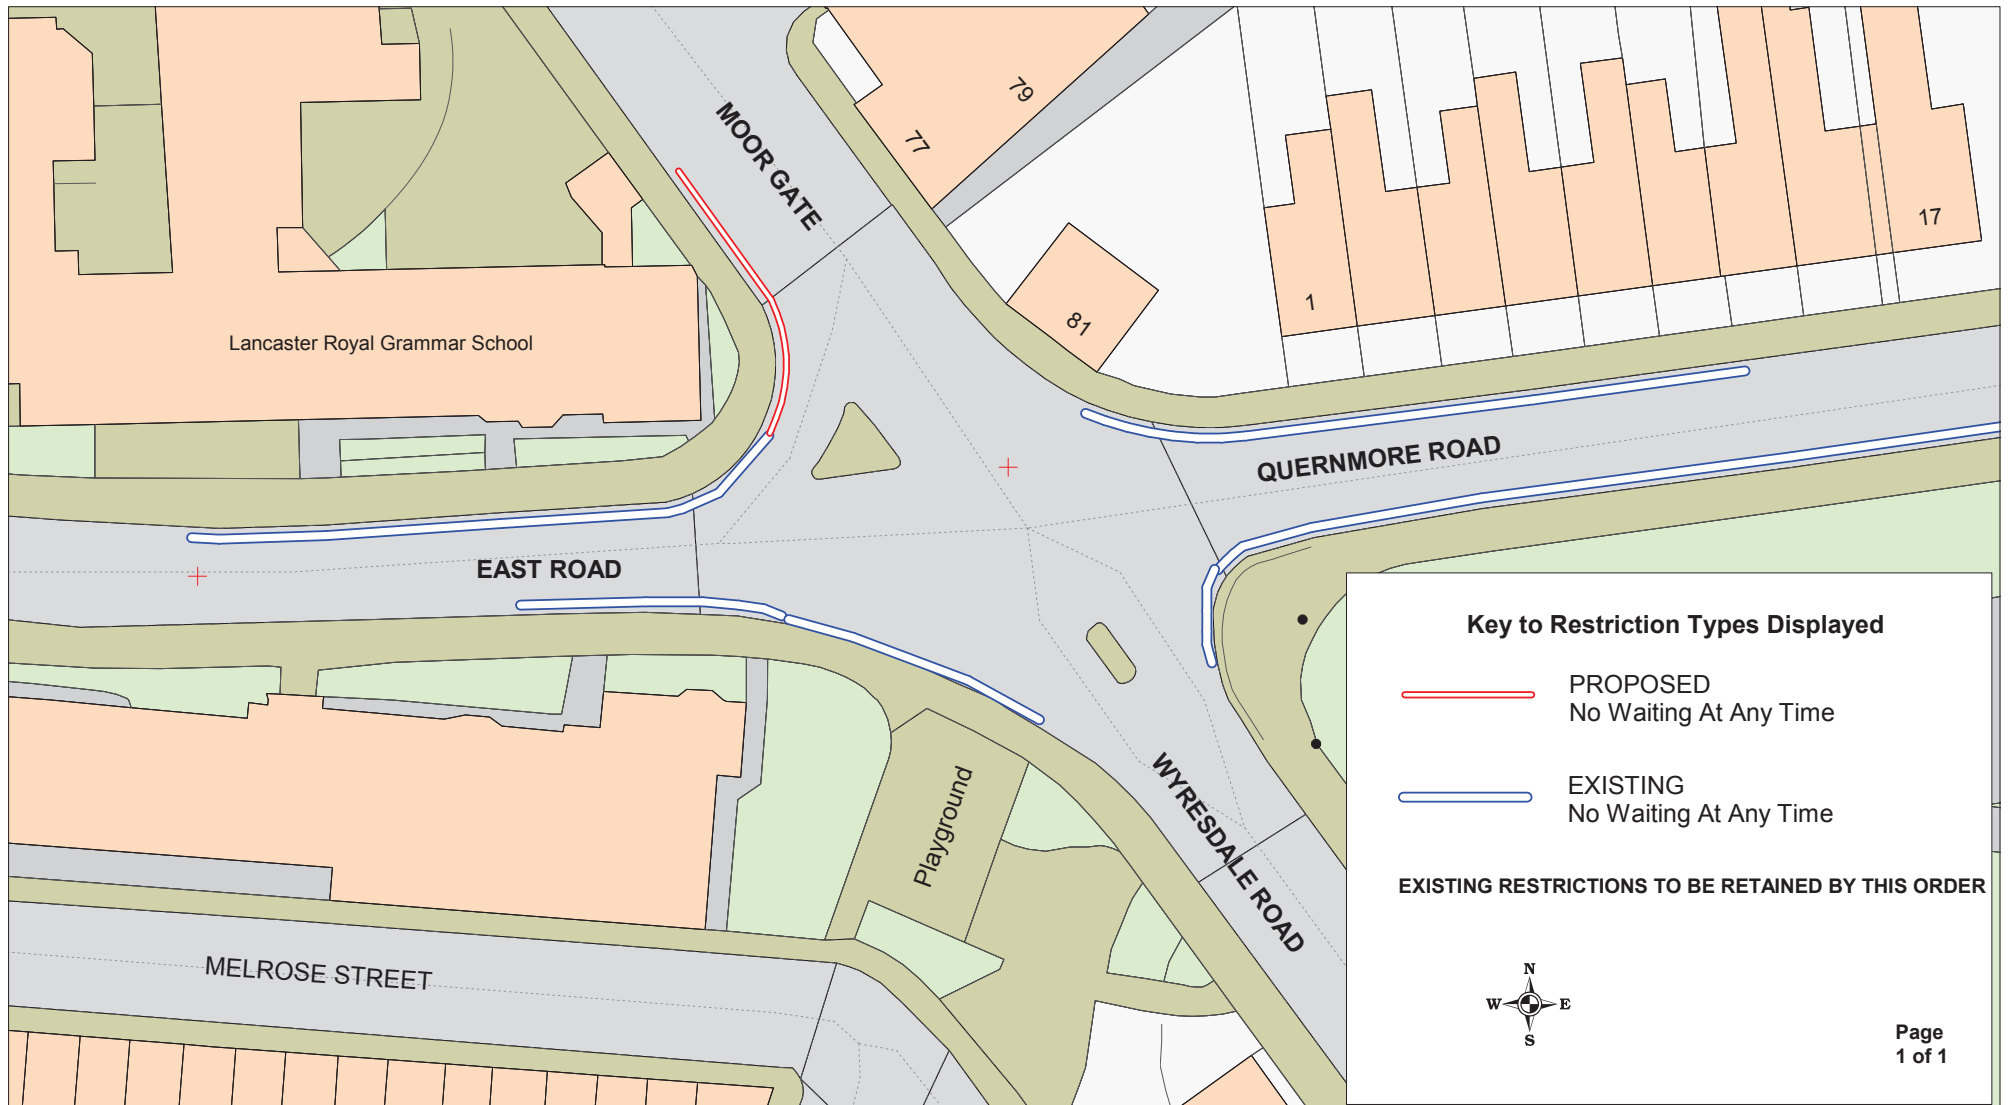 79
MOOR GATE
77
17
1
81
Lancaster Royal Grammar School
QUERNMORE ROAD
EAST ROAD
Key to Restriction Types Displayed
PROPOSED
No Waiting At Any Time
EXISTING
No Waiting At Any Time
EXISTING RESTRICTIONS TO BE RETAINED BY THIS ORDER
WYRESDALE ROAD
Playground
MELROSE STREET
N
W E
S
Page
1 of 1